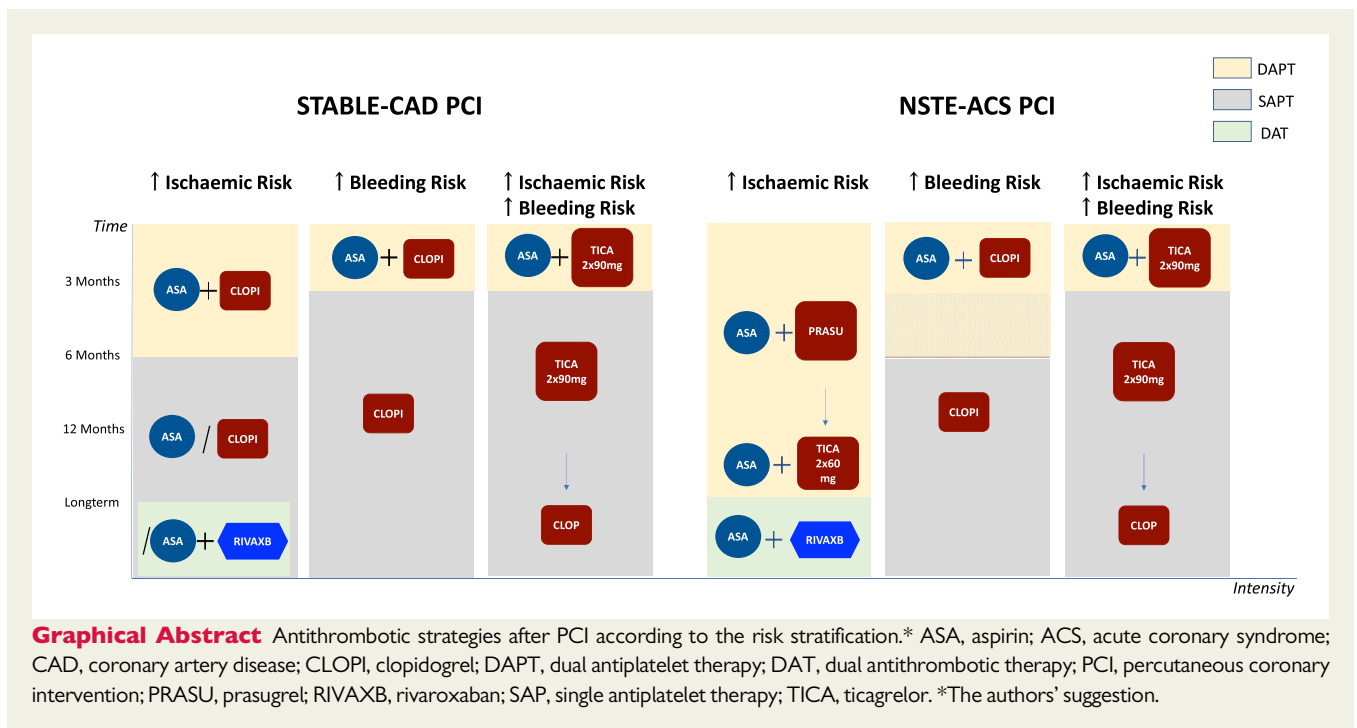 DAPT
SAPT
DAT
STABLE-CAD PCI
NSTE-ACS PCI
↑ Ischaemic Risk
↑ Bleeding Risk
↑ Ischaemic Risk
↑ Bleeding Risk
↑ Ischaemic Risk
↑ Bleeding Risk
↑ Ischaemic Risk
↑ Bleeding Risk
Time
3 Months
6 Months
12 Months
Longterm
ASA + CLOPI
ASA / CLOPI
/ ASA + RIVAXB
ASA + CLOPI
CLOPI
ASA + TICA
2x90mg
TICA
2x90mg
CLOP
ASA + PRASU
ASA + TICA
2x60
mg
ASA + RIVAXB
ASA + CLOPI
CLOPI
ASA + TICA
2x90mg
TICA
2x90mg
CLOP
Intensity
Graphical Abstract Antithrombotic strategies after PCI according to the risk stratification.* ASA, aspirin; ACS, acute coronary syndrome;
CAD, coronary artery disease; CLOPI, clopidogrel; DAPT, dual antiplatelet therapy; DAT, dual antithrombotic therapy; PCI, percutaneous coronary
intervention; PRASU, prasugrel; RIVAXB, rivaroxaban; SAP, single antiplatelet therapy; TICA, ticagrelor. *The authors' suggestion.